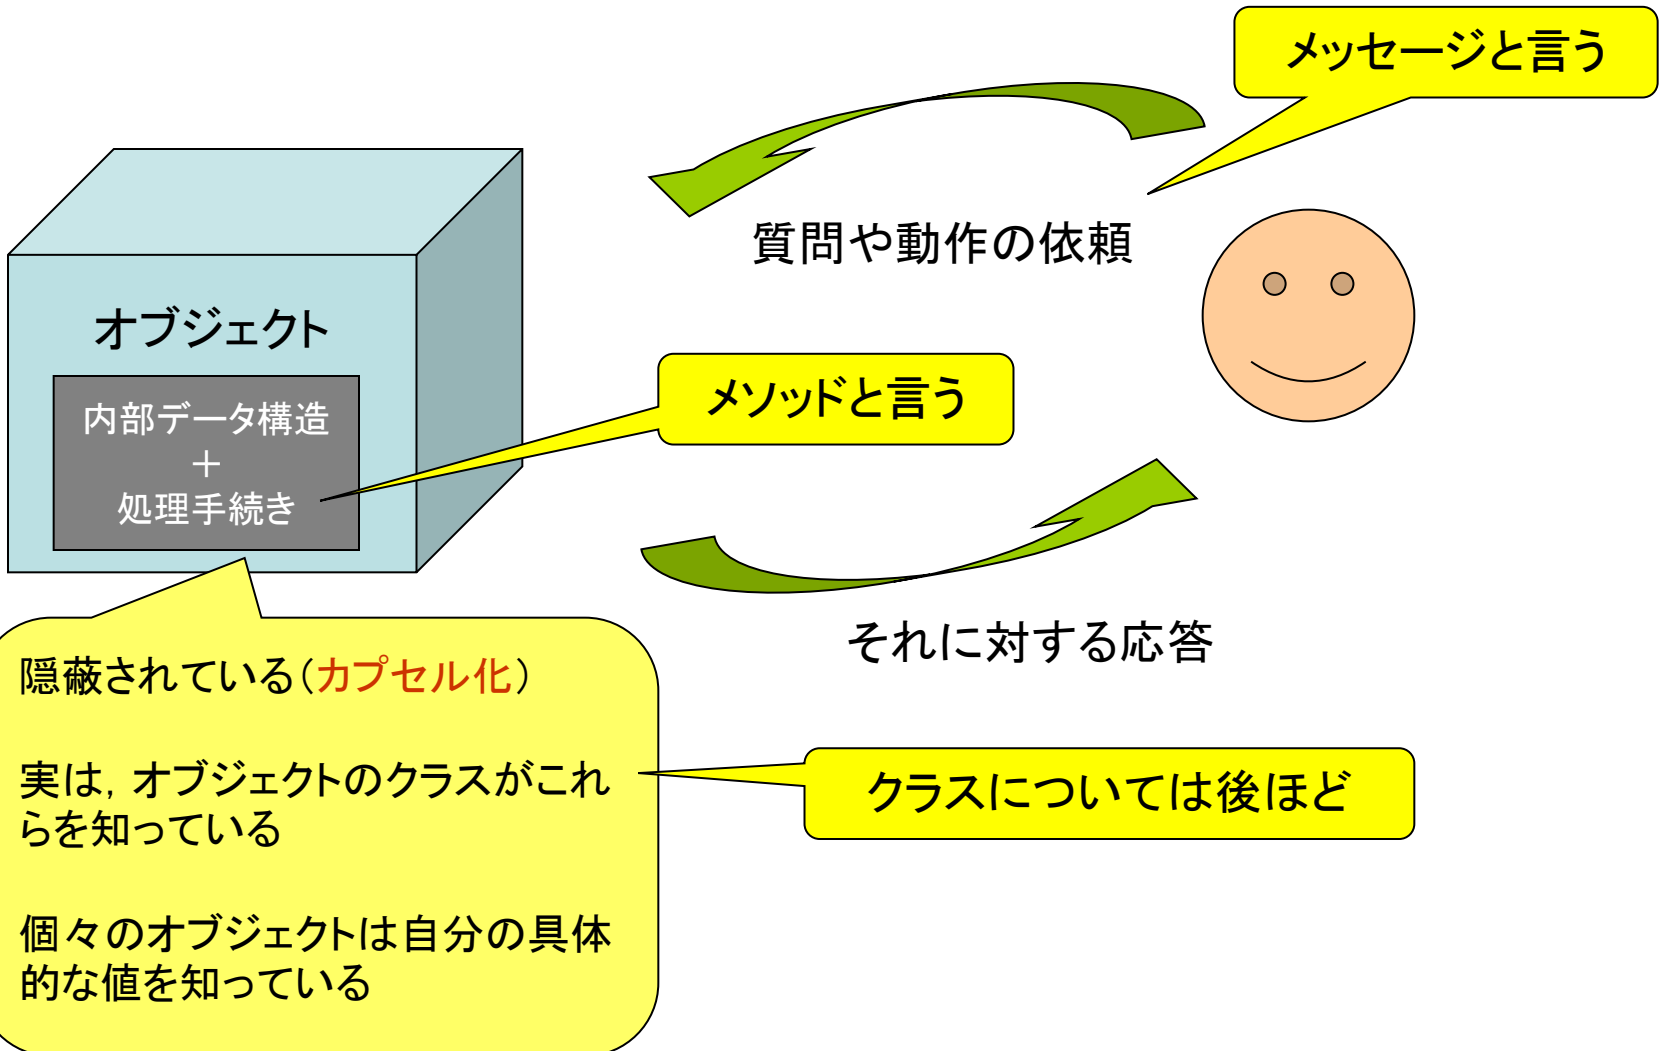 メッセージと言う
質問や動作の依頼
オブジェクト
内部データ構造
＋
処理手続き
メソッドと言う
それに対する応答
隠蔽されている（カプセル化）
実は，オブジェクトのクラスがこれ
らを知っている
個々のオブジェクトは自分の具体
的な値を知っている
クラスについては後ほど